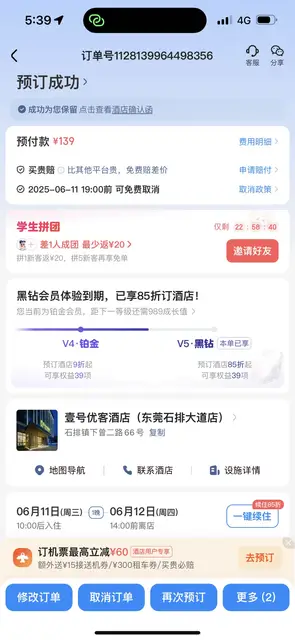 5:39
4G
订单号1128139964498356
客服
分享
预订成功
成功为您保留 点击查看酒店确认函
预付款 ¥139
费用明细
买贵赔 比其他平台贵，免费赔差价
申请赔付
2025-06-11 19:00前 可免费取消
取消政策
学生拼团
仅剩 22:58:40
差1人成团 最少返¥20
拼1新客返¥20，拼5新客再享免单
邀请好友
黑钻会员体验到期，已享85折订酒店！
您当前为铂金会员，距下一等级还需989成长值
V4·铂金
V5·黑钻 本单已享
预订酒店9折起
预订酒店85折起
可享权益39项
可享权益39项
壹号优客酒店（东莞石排大道店）
石排镇下曾二路66号 复制
地图导航
联系酒店
设施详情
06月11日(周三) 1晚 06月12日(周四)
10:00后入住
14:00前离店
续住85折
一键续住
订机票最高立减¥60 酒店用户专享
额外送¥15接送机券/¥300租车券/买贵必赔
去预订
修改订单
取消订单
再次预订
更多 (2)